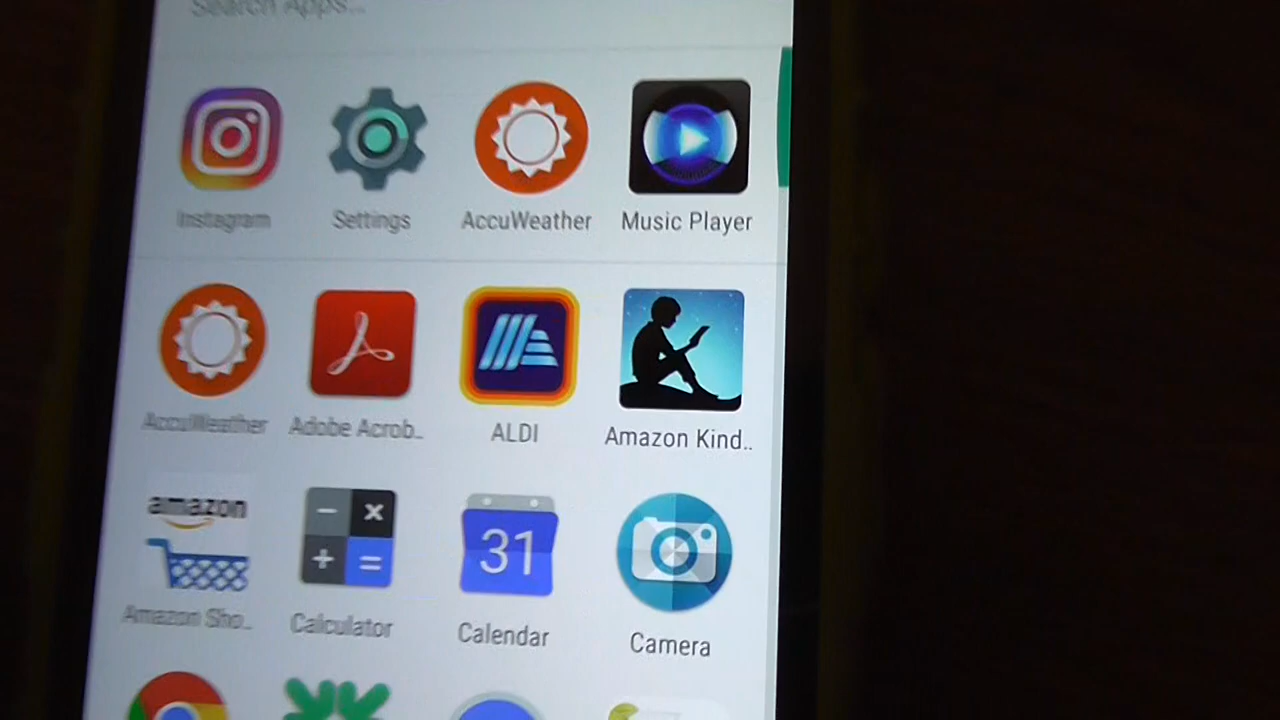 Search Apps...
Instagram Settings AccuWeather Music Player
AccuWeather Adobe Acrob.. ALDI Amazon Kind..
amazon
31
Amazon Sho.. Calculator Calendar Camera